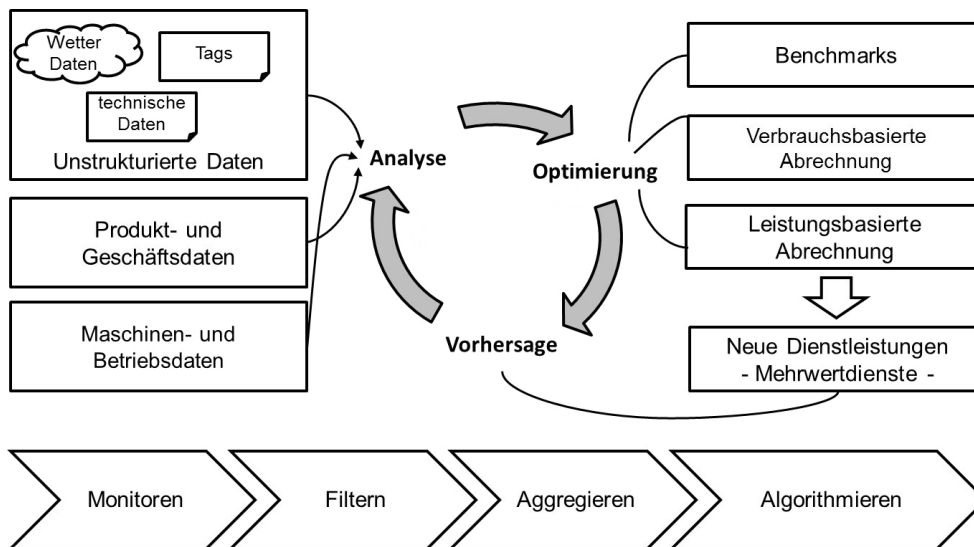 Wetter
Daten
Tags
technische
Daten
Unstrukturierte Daten
Produkt- und
Geschäftsdaten
Maschinen- und
Betriebsdaten
Analyse
Optimierung
Vorhersage
Benchmarks
Verbrauchsbasierte
Abrechnung
Leistungsbasierte
Abrechnung
Neue Dienstleistungen
- Mehrwertdienste -
Monitoren
Filtern
Aggregieren
Algorithmieren